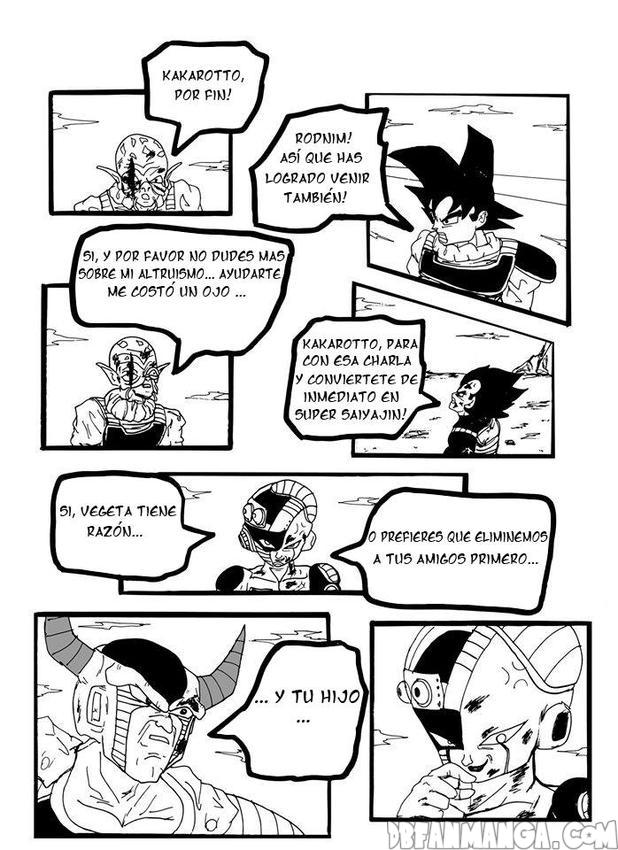 KAKAROTTO,
POR FIN!
RODNIM!
ASÍ QUE HAS
LOGRADO VENIR
TAMBIÉN!
SI, Y POR FAVOR NO DUDES MAS
SOBRE MI ALTRUISMO... AYUDARTE
ME COSTÓ UN OJO ...
KAKAROTTO, PARA
CON ESA CHARLA
Y CONVIERTETE DE
INMEDIATO EN
SUPER SAIYAJIN!
SI, VEGETA TIENE
RAZÓN...
O PREFIERES QUE ELIMINEMOS
A TUS AMIGOS PRIMERO...
... Y TU HIJO
...
DBFANMANGA.COM